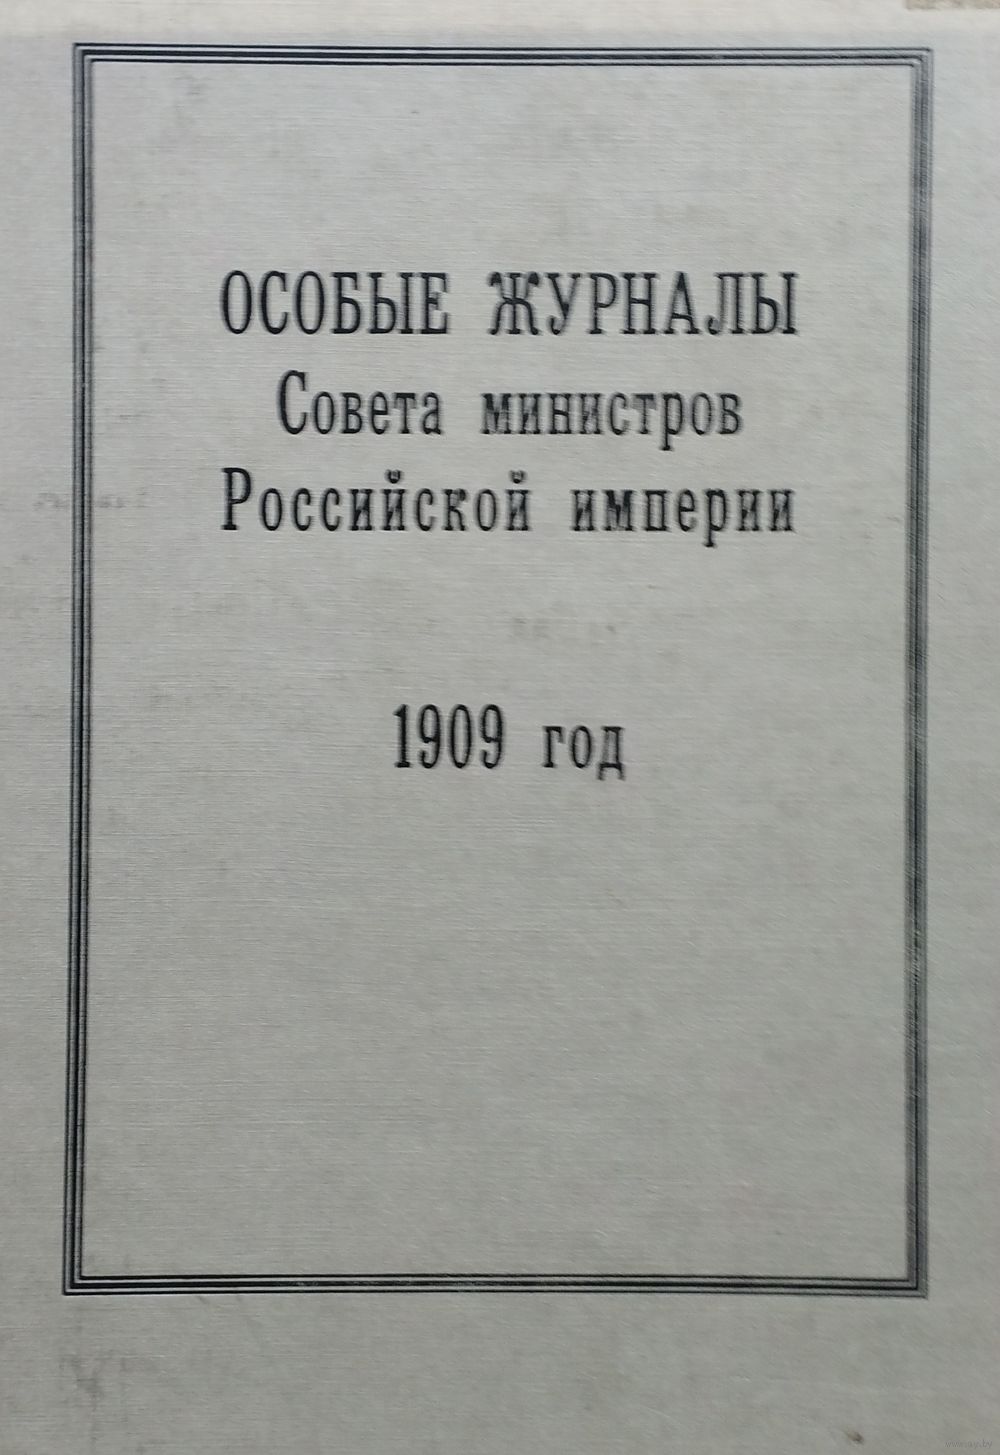 ОСОБЫЕ ЖУРНАЛЫ
Совета министров
Российской империи
1909 год